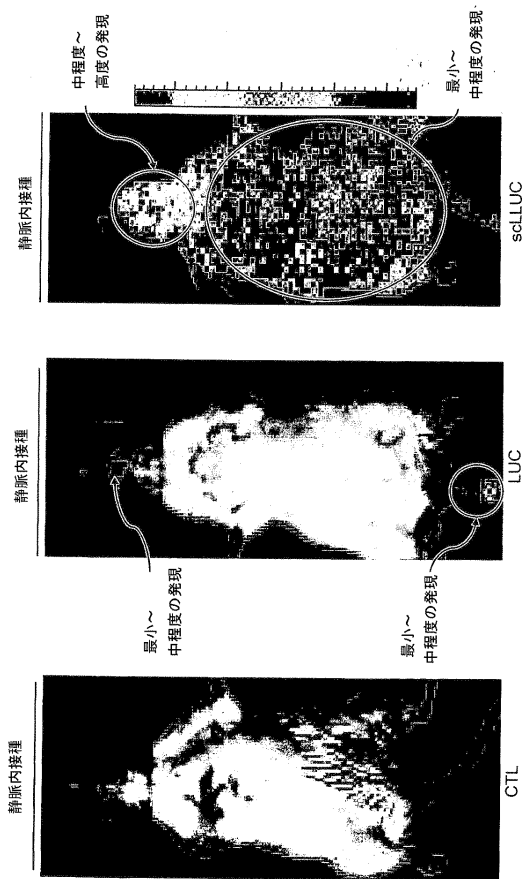 静脈内接種
中程度～
高度の発現
最小～
中程度の発現
scLLUC
静脈内接種
最小～
中程度の発現
最小～
中程度の発現
LUC
静脈内接種
CTL